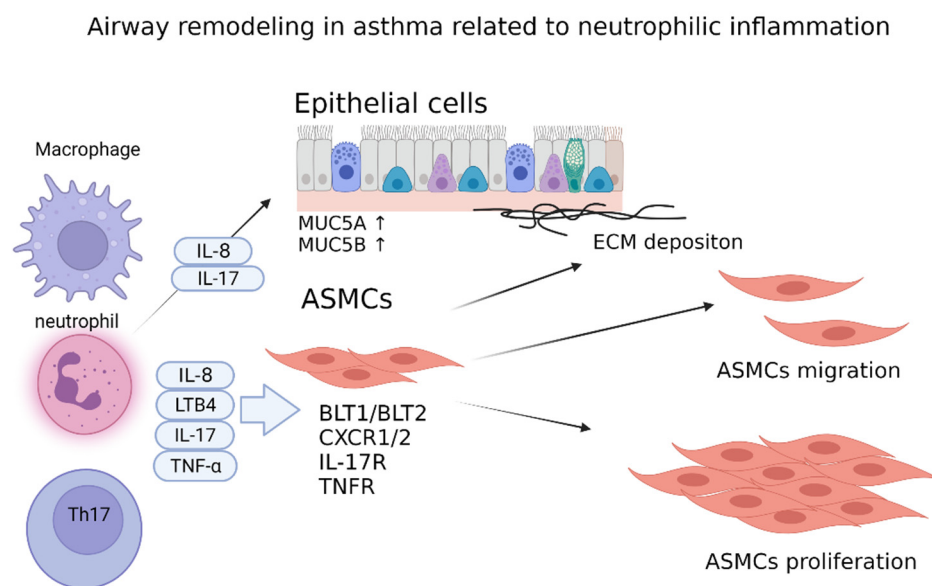 Airway remodeling in asthma related to neutrophilic inflammation
Epithelial cells
Macrophage
MUC5A ↑
MUC5B ↑
ECM depositon
IL-8
IL-17
ASMCs
neutrophil
ASMCs migration
IL-8
LTB4
IL-17
TNF-α
BLT1/BLT2
CXCR1/2
IL-17R
TNFR
Th17
ASMCs proliferation